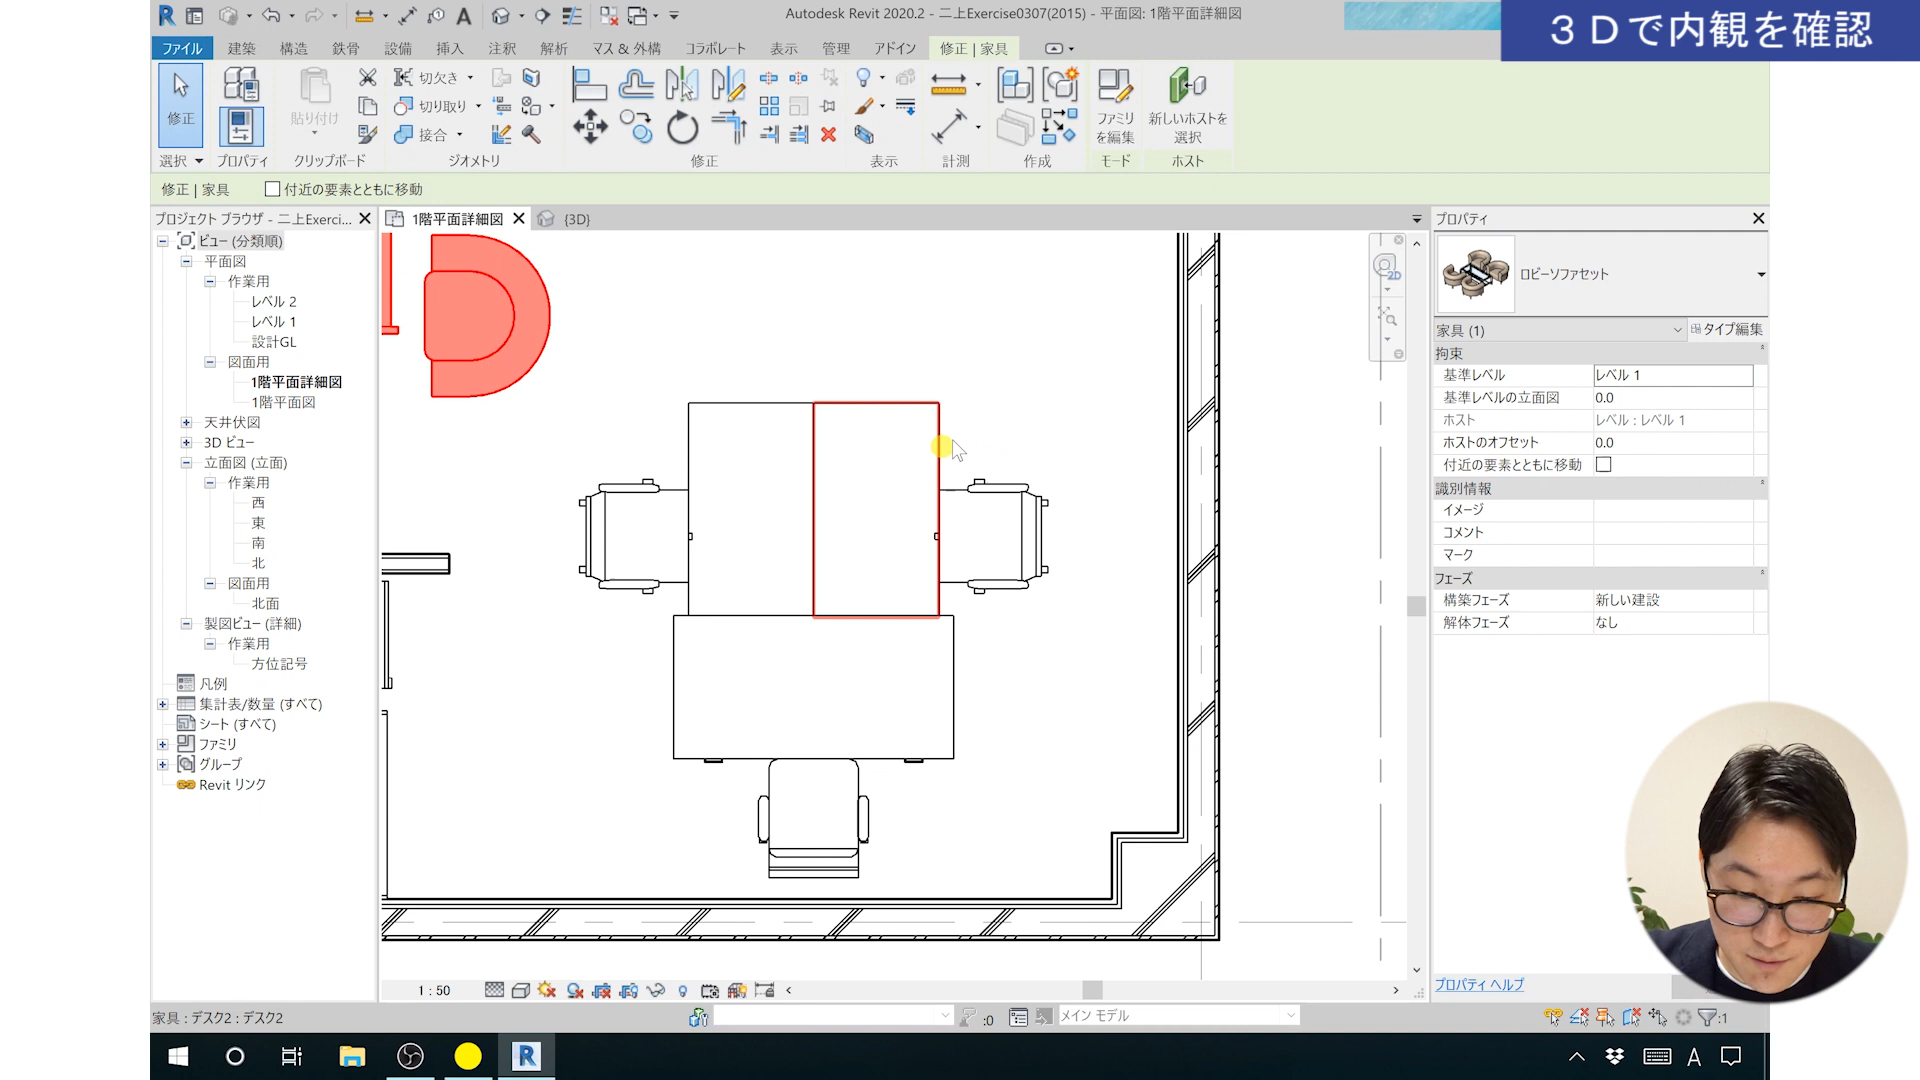 Autodesk Revit 2020.2 - 二上Exercise0307(2015) - 平面図: 1階平面詳細図
3Dで内観を確認
ファイル 建築 構造 鉄骨 設備 挿入 注釈 解析 マス & 外構 コラボレート 表示 管理 アドイン 修正 | 家具
修正 貼り付け 切欠き 切り取り 接合 ファミリを編集 新しいホストを選択
選択 プロパティ クリップボード ジオメトリ 修正 表示 計測 作成 モード ホスト
修正 | 家具 付近の要素とともに移動
プロジェクト ブラウザ - 二上Exerci...
1階平面詳細図 {3D}
プロパティ
ビュー (分類順)
平面図
作業用
レベル 2
レベル 1
設計GL
図面用
1階平面詳細図
1階平面図
天井伏図
3D ビュー
立面図 (立面)
作業用
西
東
南
北
図面用
北面
製図ビュー (詳細)
作業用
方位記号
凡例
集計表/数量 (すべて)
シート (すべて)
ファミリ
グループ
Revit リンク
2D
ロビーソファセット
家具 (1) タイプ編集
拘束
基準レベル レベル 1
基準レベルの立面図 0.0
ホスト レベル : レベル 1
ホストのオフセット 0.0
付近の要素とともに移動
識別情報
イメージ
コメント
マーク
フェーズ
構築フェーズ 新しい建設
解体フェーズ なし
プロパティ ヘルプ
1 : 50
家具 : デスク2 : デスク2
:0 メイン モデル :1
A